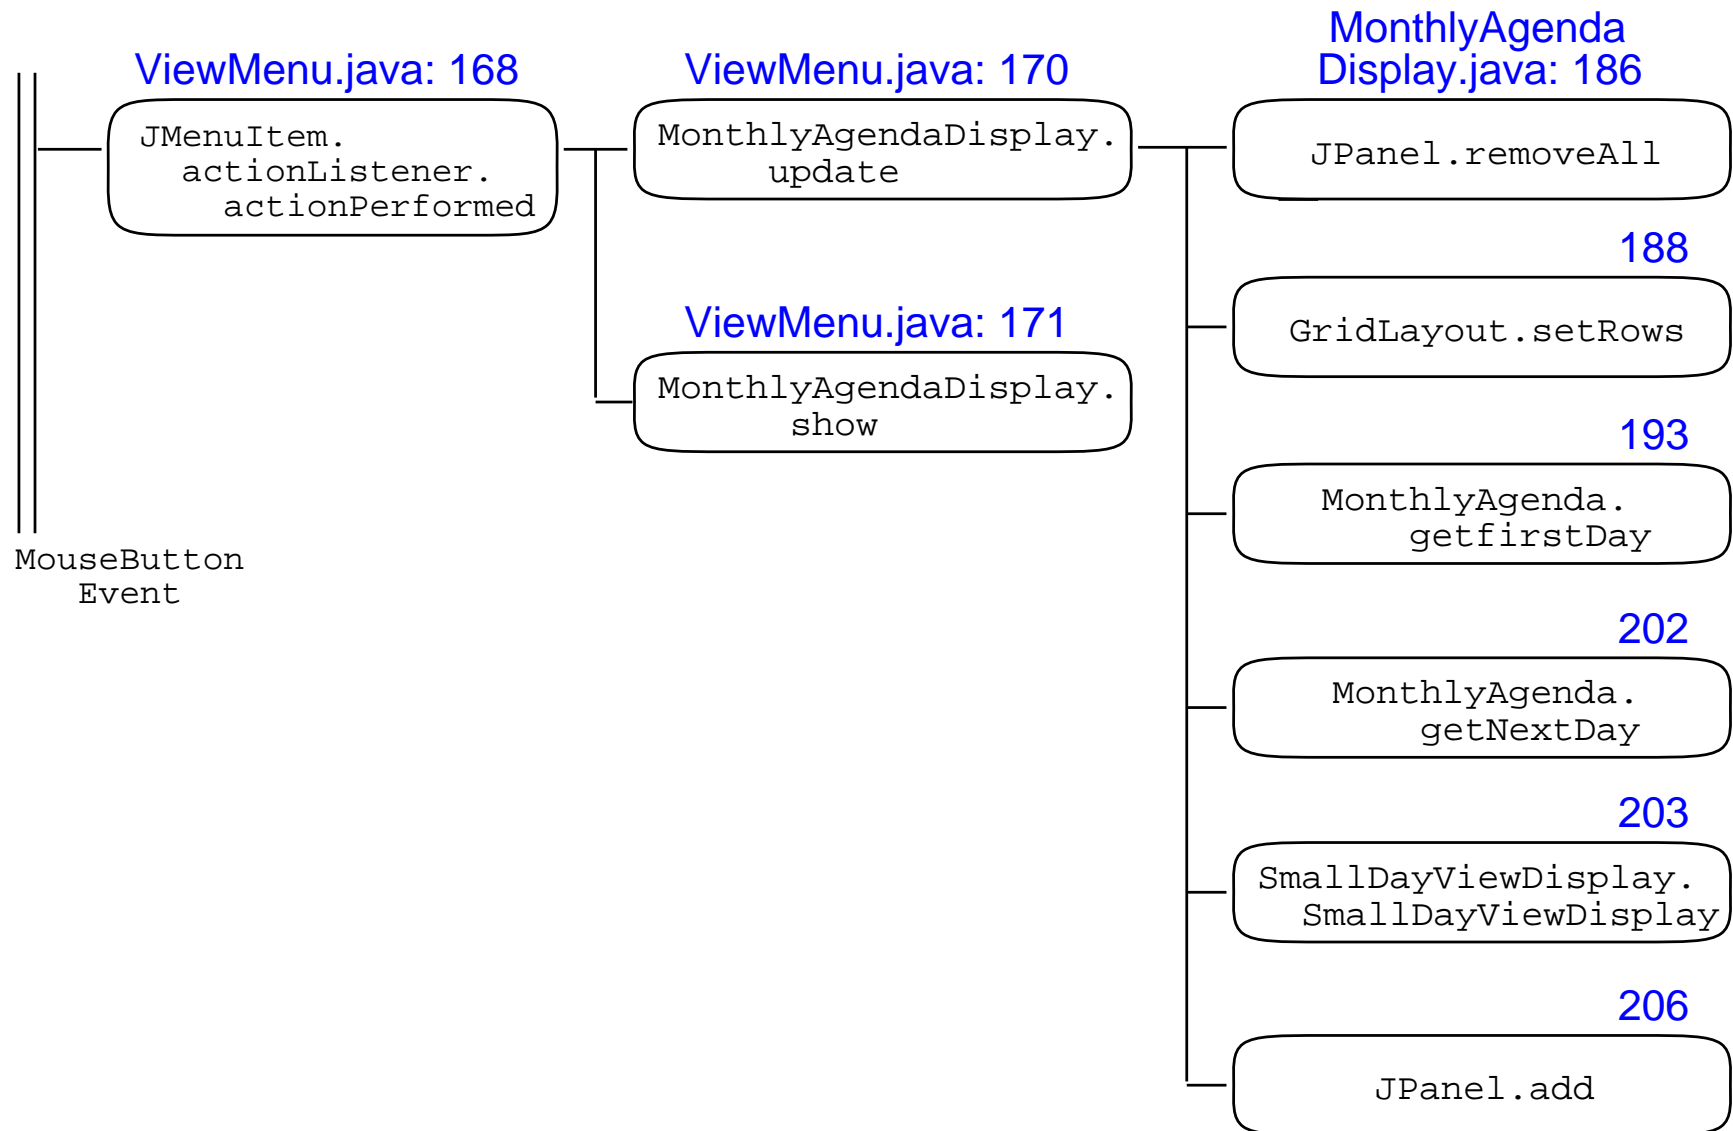 ViewMenu.java: 168
JMenuItem.
actionListener.
actionPerformed
MouseButton
Event
ViewMenu.java: 170
MonthlyAgendaDisplay.
update
ViewMenu.java: 171
MonthlyAgendaDisplay.
show
MonthlyAgenda
Display.java: 186
JPanel.removeAll
188
GridLayout.setRows
193
MonthlyAgenda.
getfirstDay
202
MonthlyAgenda.
getNextDay
203
SmallDayViewDisplay.
SmallDayViewDisplay
206
JPanel.add